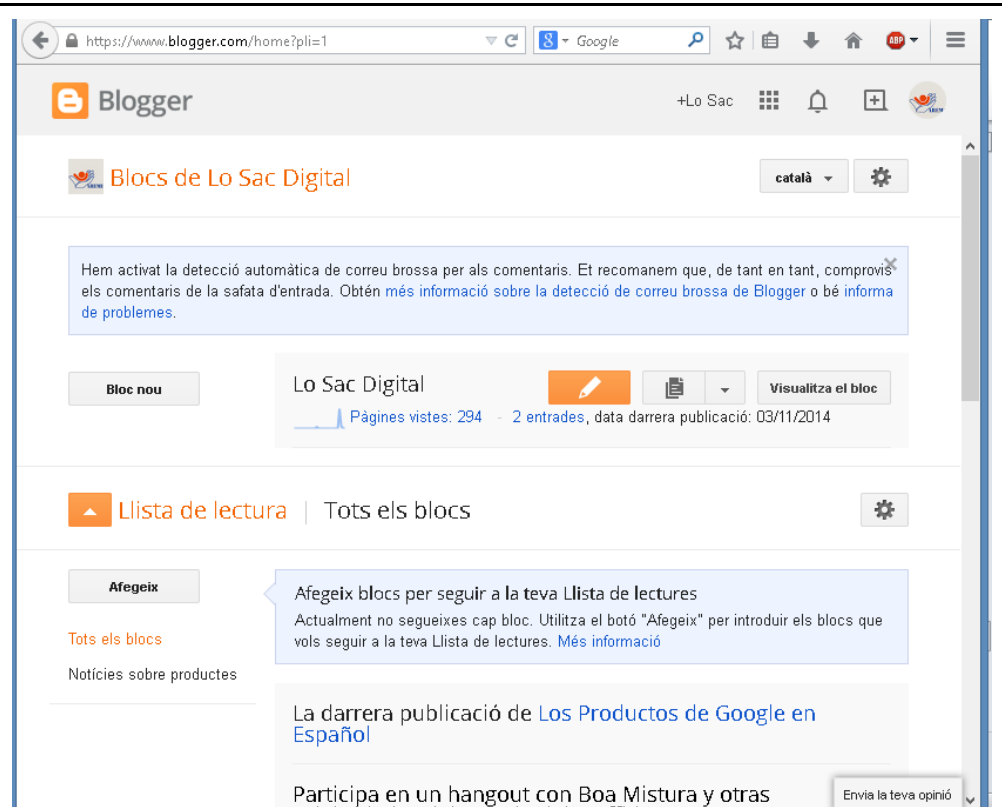 https://www.blogger.com/home?pli=1
Google
ABP
Blogger
+Lo Sac
Blocs de Lo Sac Digital
català
Hem activat la detecció automàtica de correu brossa per als comentaris. Et recomanem que, de tant en tant, comprovis
els comentaris de la safata d'entrada. Obtén més informació sobre la detecció de correu brossa de Blogger o bé informa
de problemes.
Bloc nou
Lo Sac Digital
Visualitza el bloc
Pàgines vistes: 294 - 2 entrades, data darrera publicació: 03/11/2014
Llista de lectura | Tots els blocs
Afegeix
Afegeix blocs per seguir a la teva Llista de lectures
Actualment no segueixes cap bloc. Utilitza el botó "Afegeix" per introduir els blocs que
vols seguir a la teva Llista de lectures. Més informació
Tots els blocs
Notícies sobre productes
La darrera publicació de Los Productos de Google en
Español
Participa en un hangout con Boa Mistura y otras
Envia la teva opinió